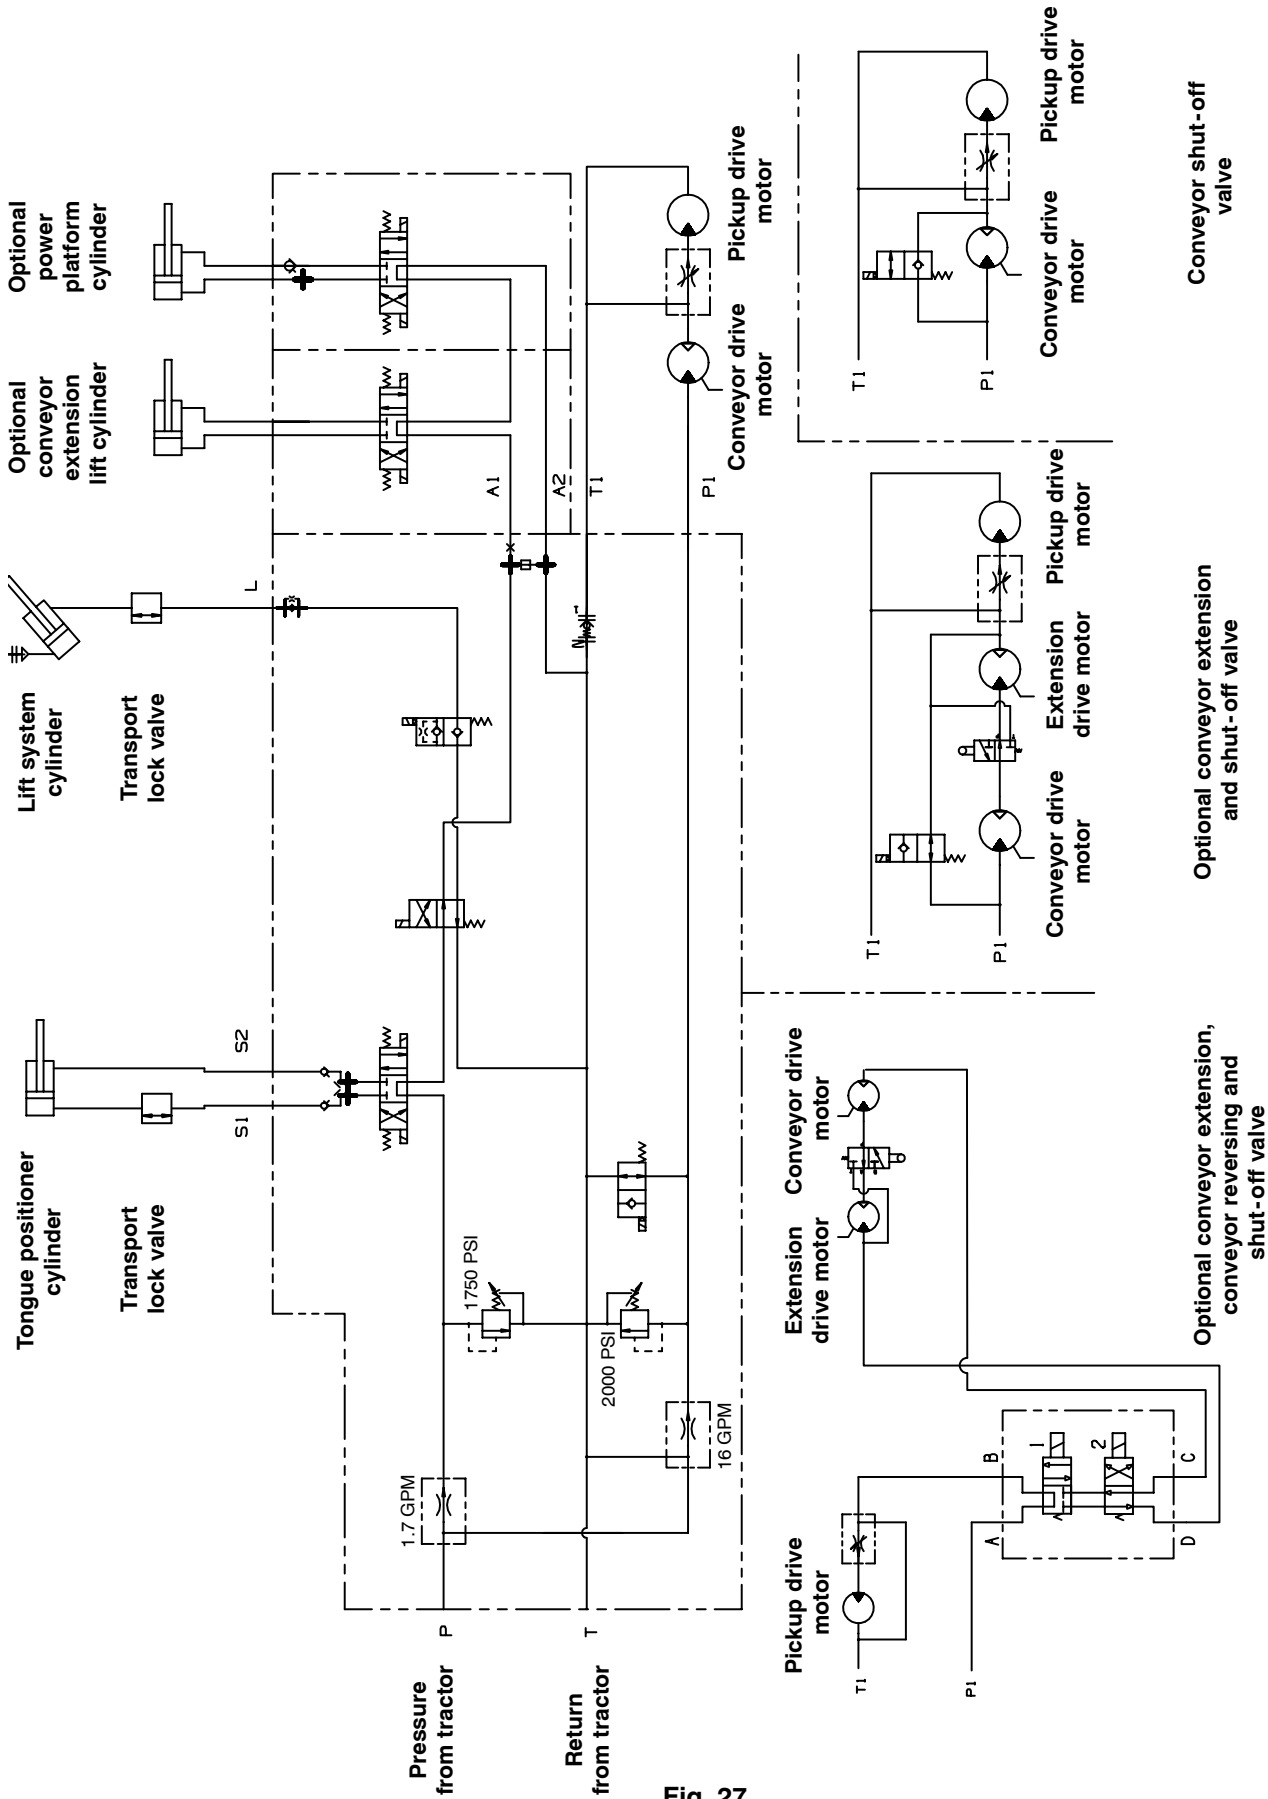 Optional
power
platform
cylinder
Optional
conveyor
extension
lift cylinder
Lift system
cylinder
Transport
lock valve
Tongue positioner
cylinder
Transport
lock valve
L
S2
S1
A1
A2
T1
P1
Pickup drive
motor
Conveyor drive
motor
1750 PSI
2000 PSI
1.7 GPM
16 GPM
P
T
Pressure
from tractor
Return
from tractor
T1
P1
Conveyor drive
motor
Pickup drive
motor
Conveyor shut-off
valve
T1
P1
Conveyor drive
motor
Extension
drive motor
Pickup drive
motor
Optional conveyor extension
and shut-off valve
Pickup drive
motor
T1
P1
A
B
C
D
1
2
Extension
drive motor
Conveyor drive
motor
Optional conveyor extension,
conveyor reversing and
shut-off valve
Fig. 27